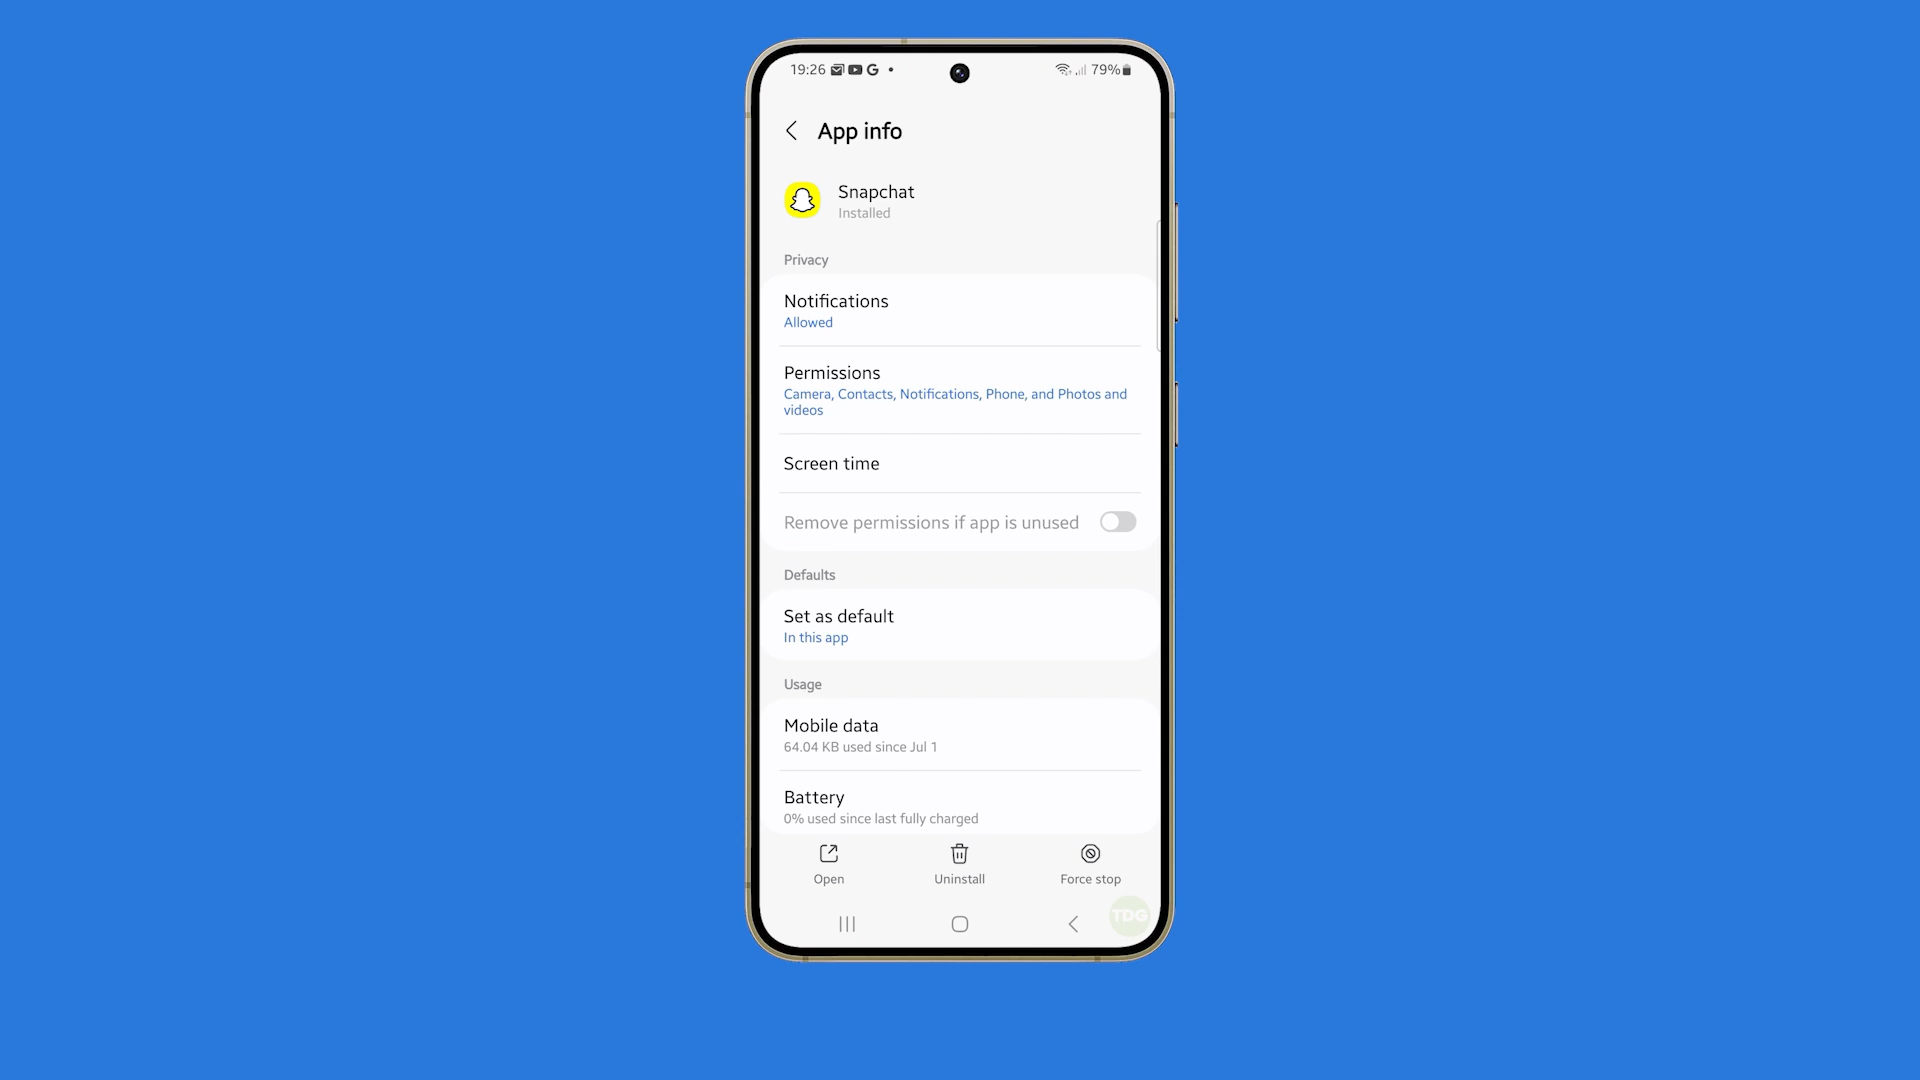 19:26
79%
App info
Snapchat
Installed
Privacy
Notifications
Allowed
Permissions
Camera, Contacts, Notifications, Phone, and Photos and
videos
Screen time
Remove permissions if app is unused
Defaults
Set as default
In this app
Usage
Mobile data
64.04 KB used since Jul 1
Battery
0% used since last fully charged
Open
Uninstall
Force stop
TDG